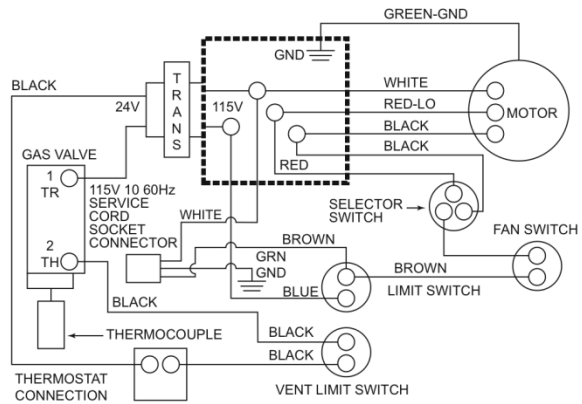 GREEN-GND
GND
BLACK
TRANS
24V
115V
WHITE
RED-LO
MOTOR
BLACK
BLACK
GAS VALVE
1
TR
115V 10 60Hz
SERVICE
CORD
SOCKET
CONNECTOR
RED
SELECTOR
SWITCH
WHITE
FAN SWITCH
2
TH
BROWN
GRN
GND
BROWN
BLUE
LIMIT SWITCH
BLACK
THERMOCOUPLE
BLACK
BLACK
THERMOSTAT
CONNECTION
VENT LIMIT SWITCH